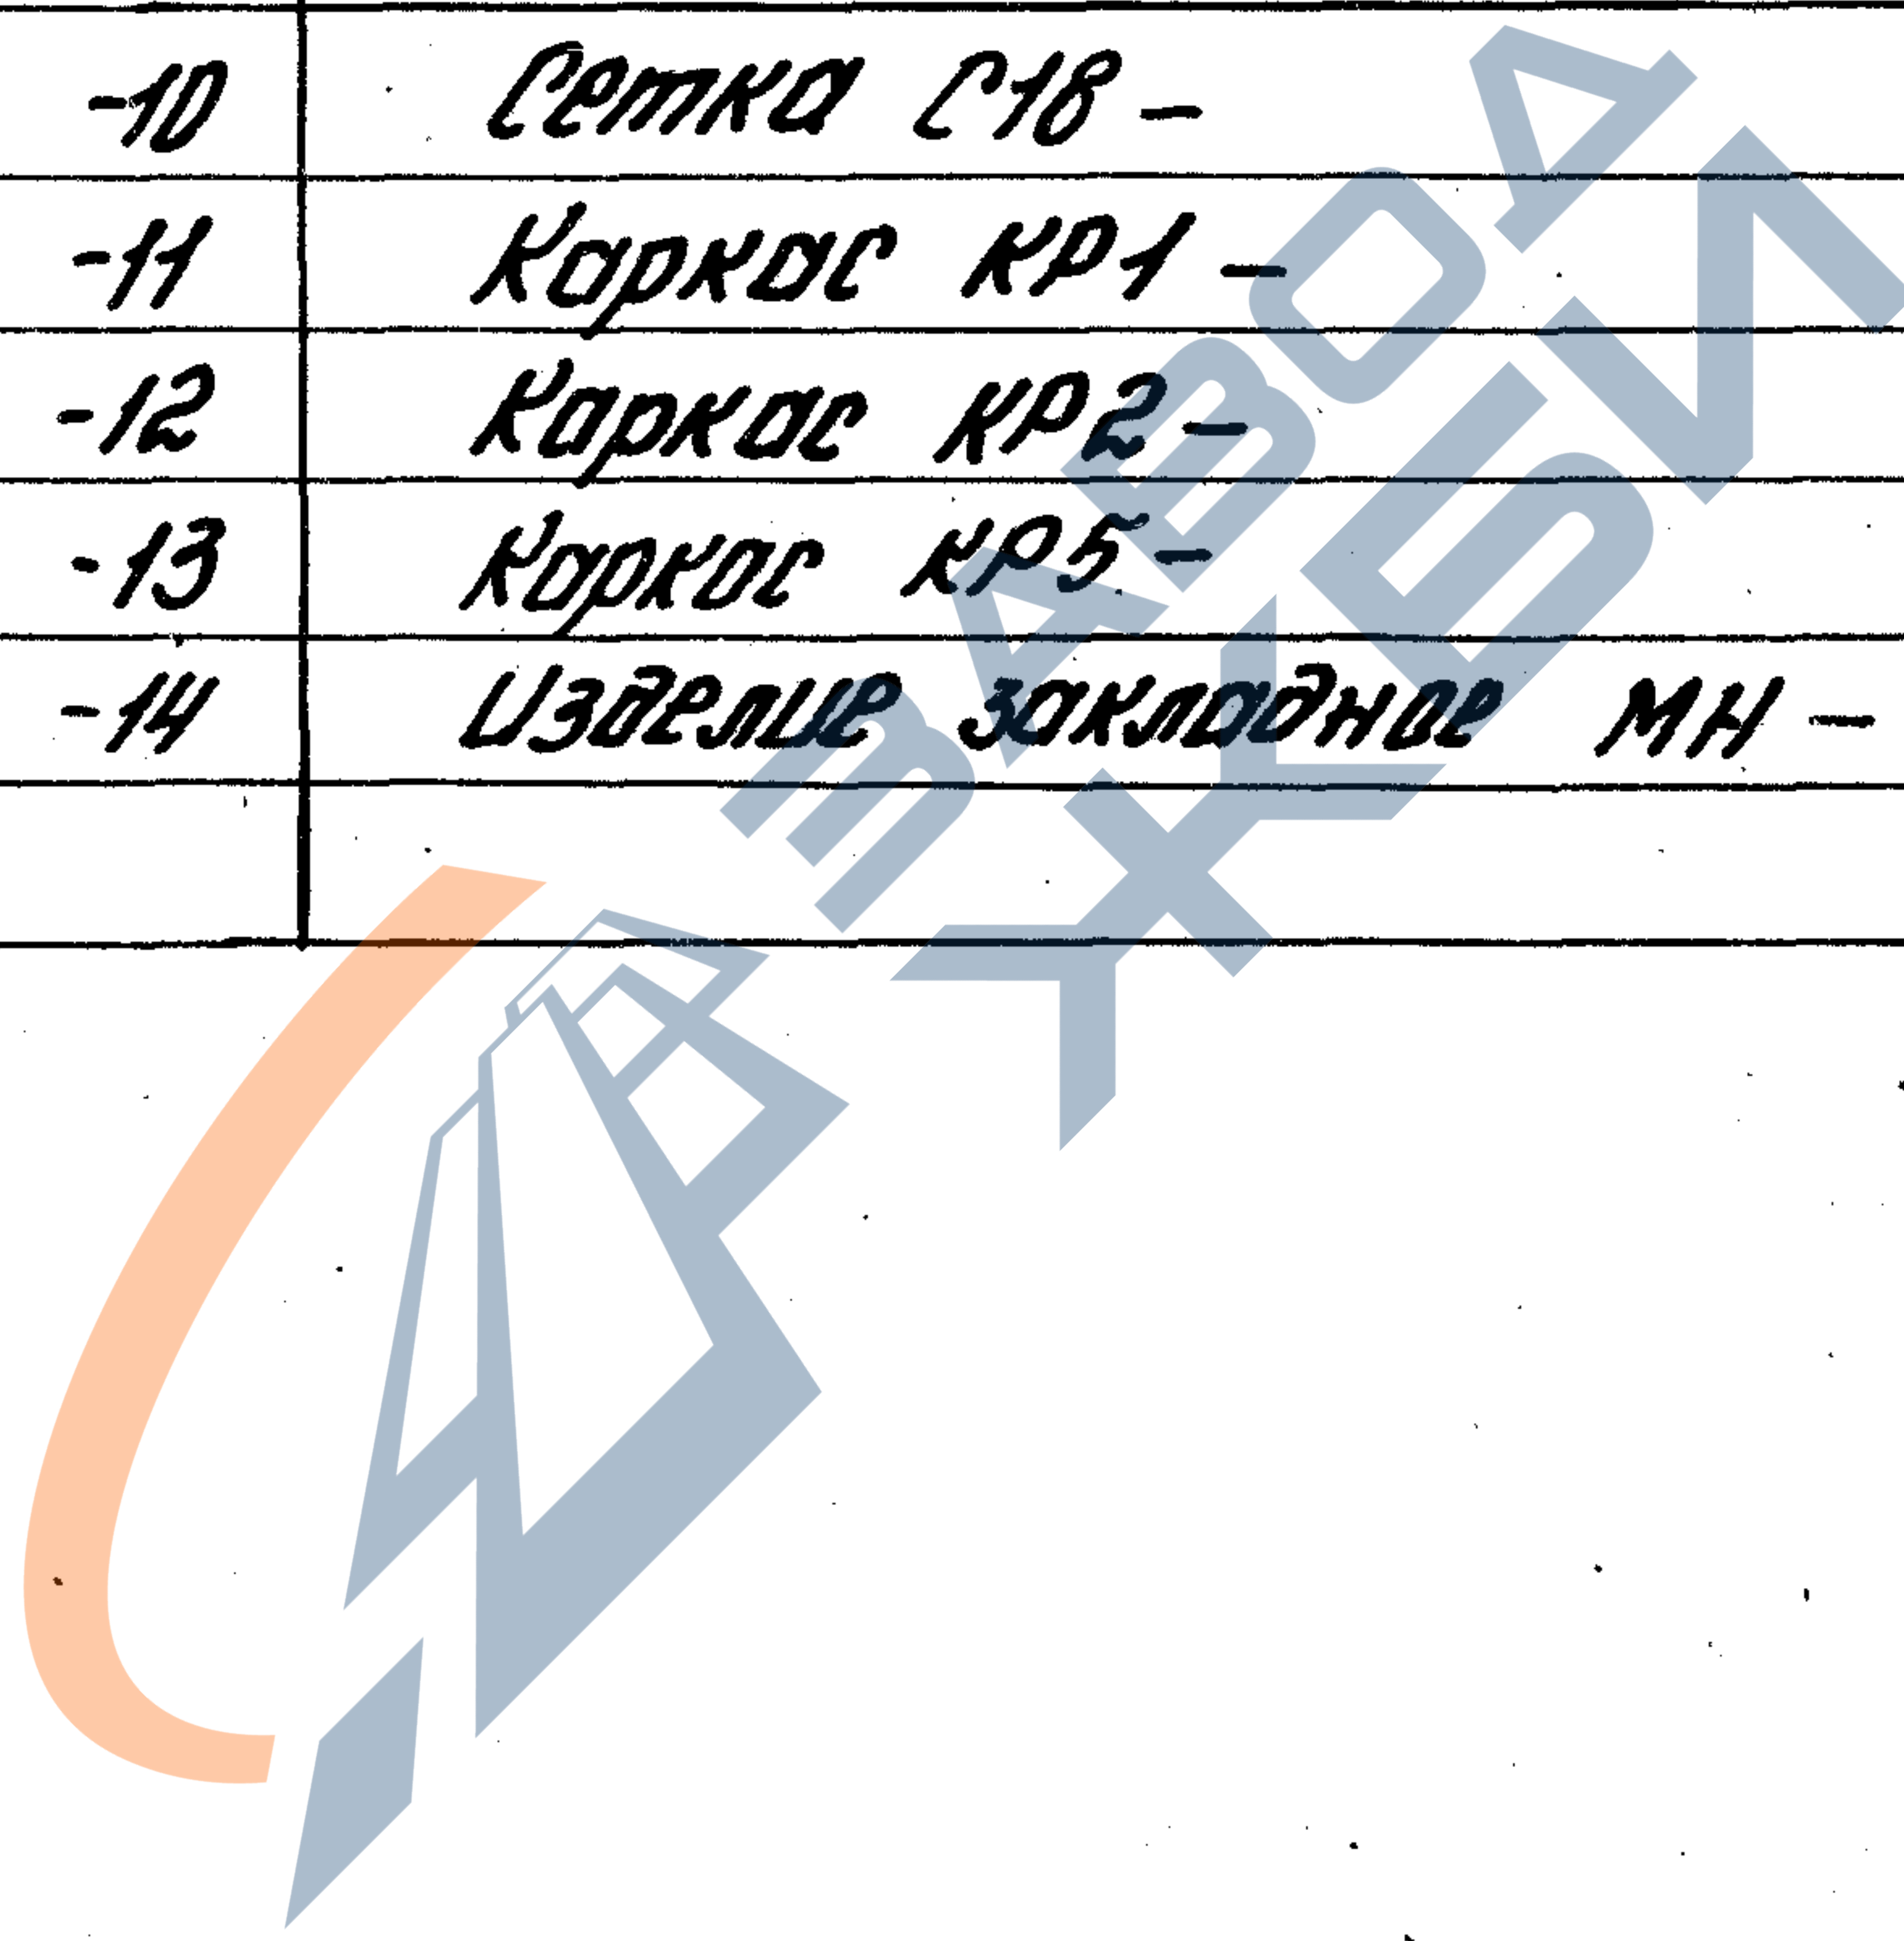 -10 Сетка С18 –
-11 Каркас КР1 –
-12 Каркас КР2 –
-13 Каркас КР5 –
-14 Изделие закладное МН –